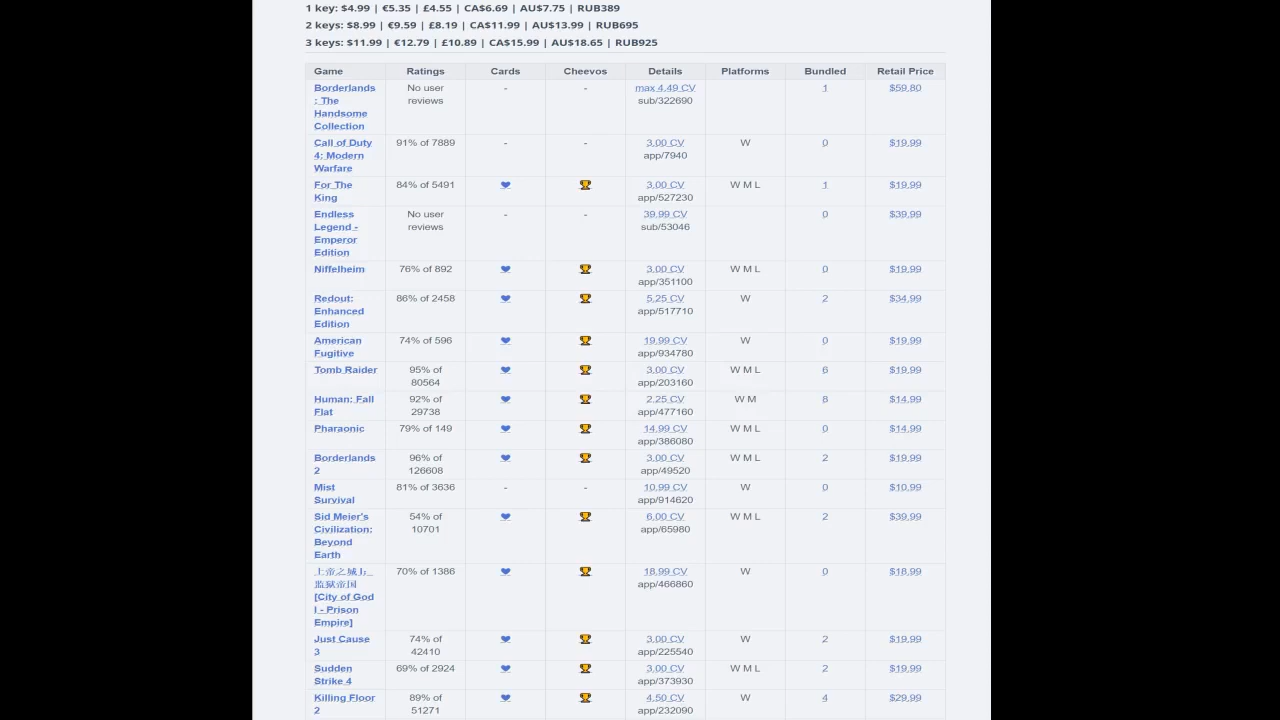 1 key: $4.99 | €5.35 | £4.55 | CA$6.69 | AU$7.75 | RUB389
2 keys: $8.99 | €9.59 | £8.19 | CA$11.99 | AU$13.99 | RUB695
3 keys: $11.99 | €12.79 | £10.89 | CA$15.99 | AU$18.65 | RUB925
Game Ratings Cards Cheevos Details Platforms Bundled Retail Price
Borderlands No user - - max 4.49 CV 1 $59.80
: The reviews sub/322690
Handsome
Collection
Call of Duty 91% of 7889 - - 3.00 CV W 0 $19.99
4: Modern app/7940
Warfare
For The 84% of 5491 3.00 CV W M L 1 $19.99
King app/527230
Endless No user - - 39.99 CV 0 $39.99
Legend - reviews sub/53046
Emperor
Edition
Niffelheim 76% of 892 3.00 CV W M L 0 $19.99
app/351100
Redout: 86% of 2458 5.25 CV W 2 $34.99
Enhanced app/517710
Edition
American 74% of 596 19.99 CV W 0 $19.99
Fugitive app/934780
Tomb Raider 95% of 3.00 CV W M L 6 $19.99
80564 app/203160
Human: Fall 92% of 2.25 CV W M 8 $14.99
Flat 29738 app/477160
Pharaonic 79% of 149 14.99 CV W M L 0 $14.99
app/386080
Borderlands 96% of 3.00 CV W M L 2 $19.99
2 126608 app/49520
Mist 81% of 3636 - - 10.99 CV W 0 $10.99
Survival app/914620
Sid Meier's 54% of 6.00 CV W M L 2 $39.99
Civilization: 10701 app/65980
Beyond
Earth
上帝之城 I: 70% of 1386 18.99 CV W 0 $18.99
监狱帝国 app/466860
[City of God
I - Prison
Empire]
Just Cause 74% of 3.00 CV W 2 $19.99
3 42410 app/225540
Sudden 69% of 2924 3.00 CV W M L 2 $19.99
Strike 4 app/373930
Killing Floor 89% of 4.50 CV W 4 $29.99
2 51271 app/232090